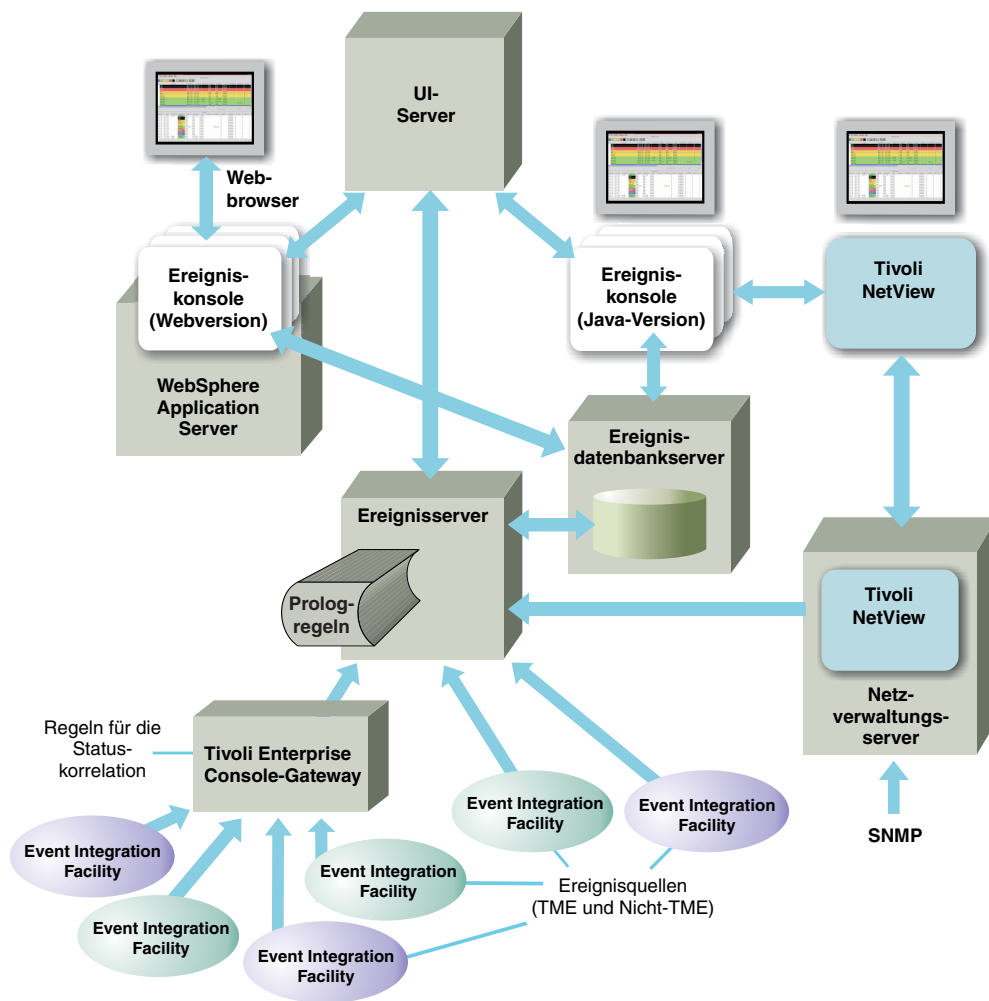 UI-
Server
Web-
browser
Ereignis-
konsole
(Webversion)
Ereignis-
konsole
(Java-Version)
Tivoli
NetView
WebSphere
Application
Server
Ereignis-
datenbankserver
Ereignisserver
Prolog-
regeln
Tivoli
NetView
Netz-
verwaltungs-
server
Regeln für die
Status-
korrelation
Tivoli Enterprise
Console-Gateway
Event Integration
Facility
Event Integration
Facility
SNMP
Event Integration
Facility
Event Integration
Facility
Ereignisquellen
(TME und Nicht-TME)
Event Integration
Facility
Event Integration
Facility